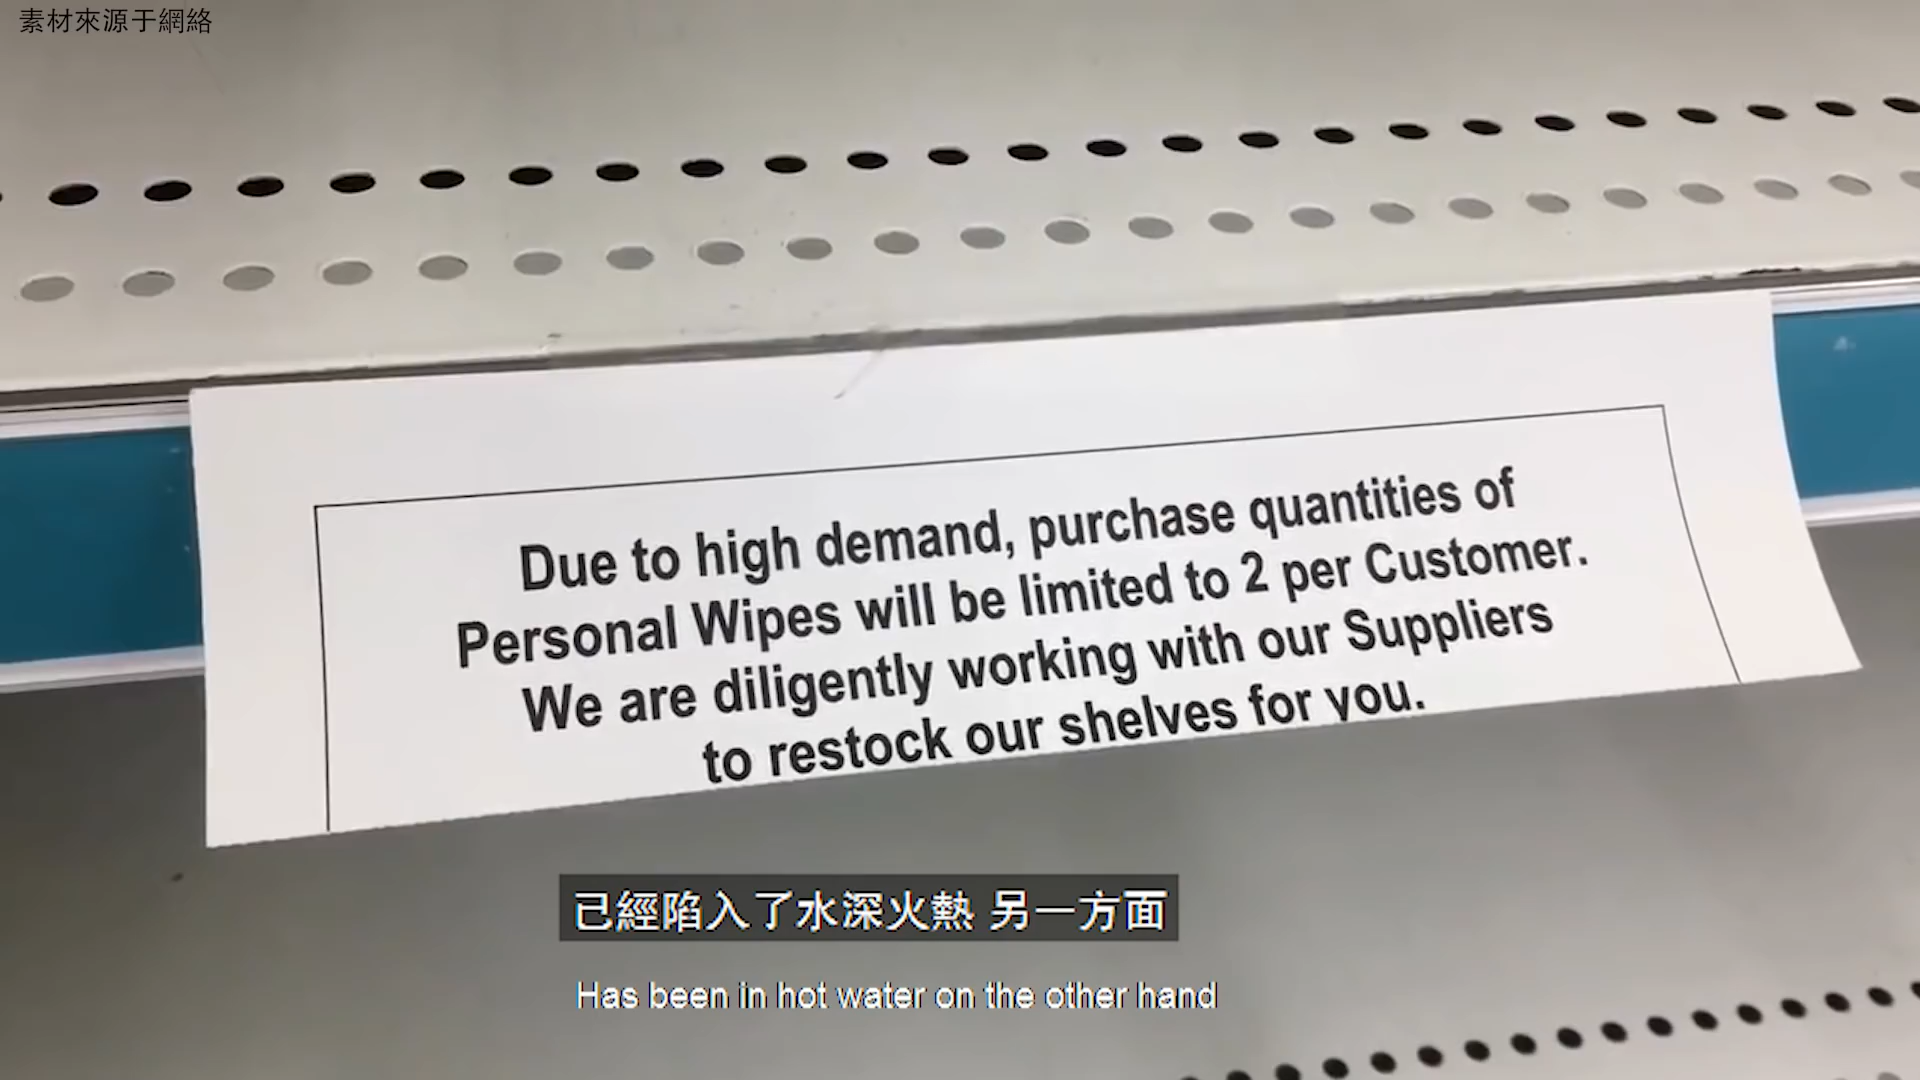 素材來源于網絡
Due to high demand, purchase quantities of
Personal Wipes will be limited to 2 per Customer.
We are diligently working with our Suppliers
to restock our shelves for you.
已經陷入了水深火熱 另一方面
Has been in hot water on the other hand